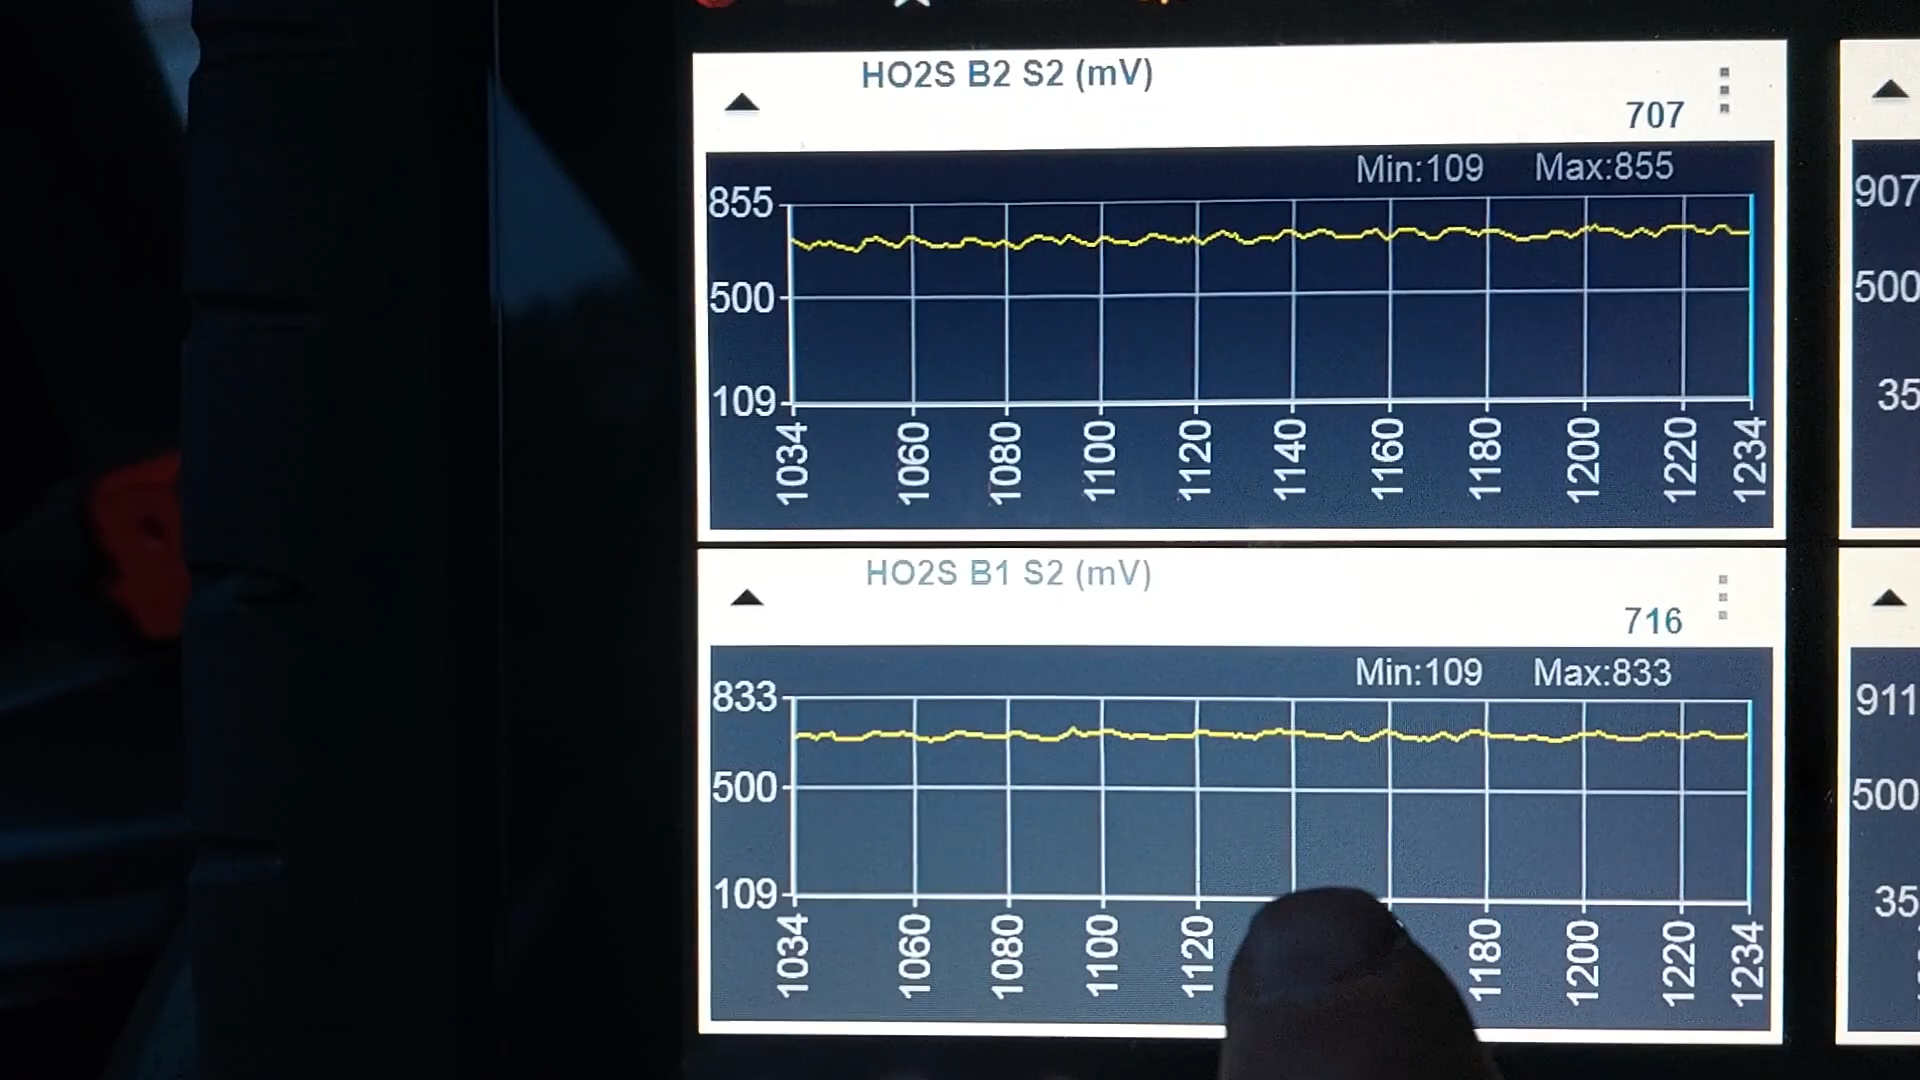 HO2S B2 S2 (mV)
707
Min:109 Max:855
855
500
109
1034 1060 1080 1100 1120 1140 1160 1180 1200 1220 1234
HO2S B1 S2 (mV)
716
Min:109 Max:833
833
500
109
1034 1060 1080 1100 1120 1180 1200 1220 1234
907
500
35
911
500
35